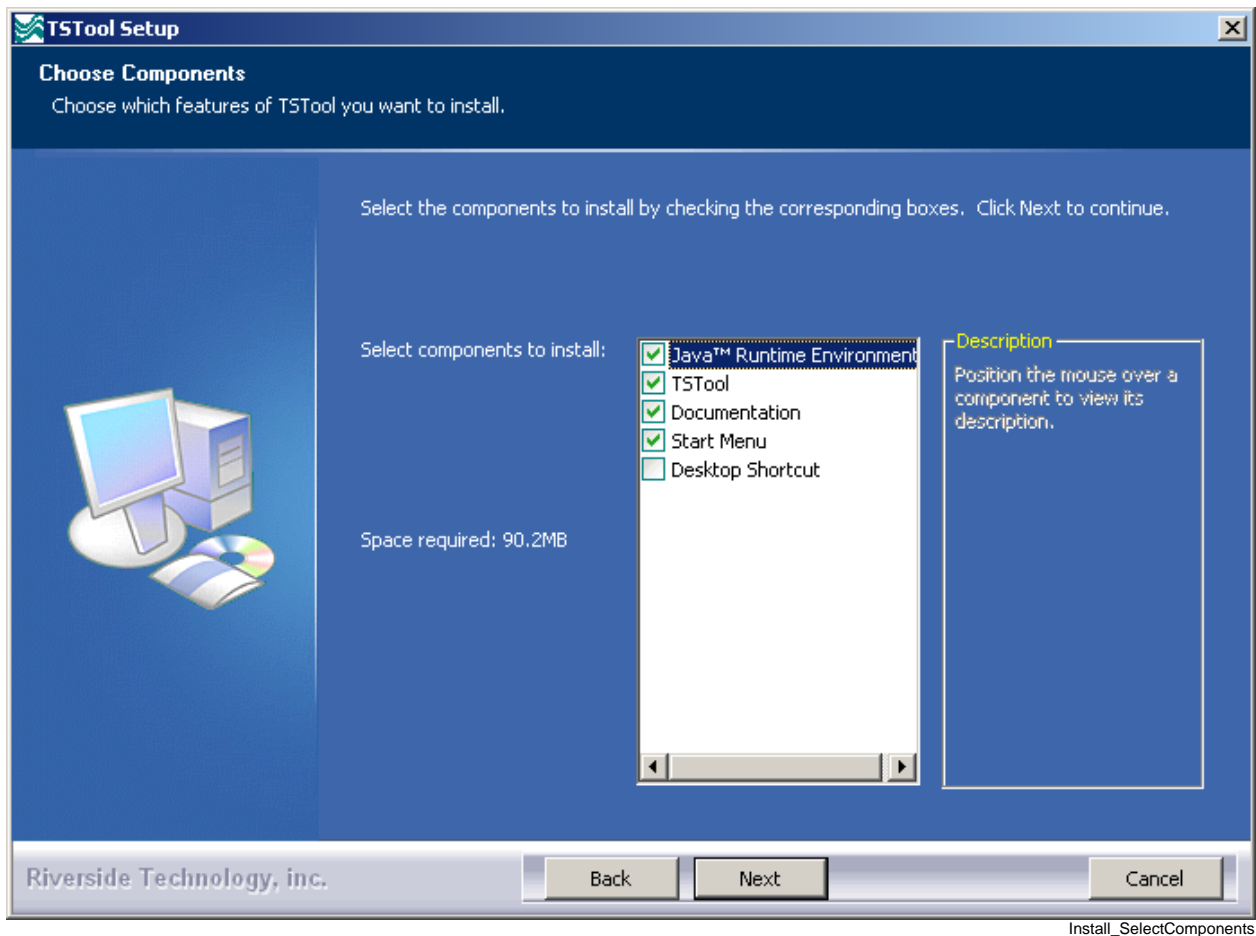 TSTool Setup
Choose Components
Choose which features of TSTool you want to install.
Select the components to install by checking the corresponding boxes.  Click Next to continue.
Select components to install:
Java™ Runtime Environment
TSTool
Documentation
Start Menu
Desktop Shortcut
Description
Position the mouse over a
component to view its
description.
Space required: 90.2MB
Riverside Technology, inc.
Back
Next
Cancel
Install_SelectComponents